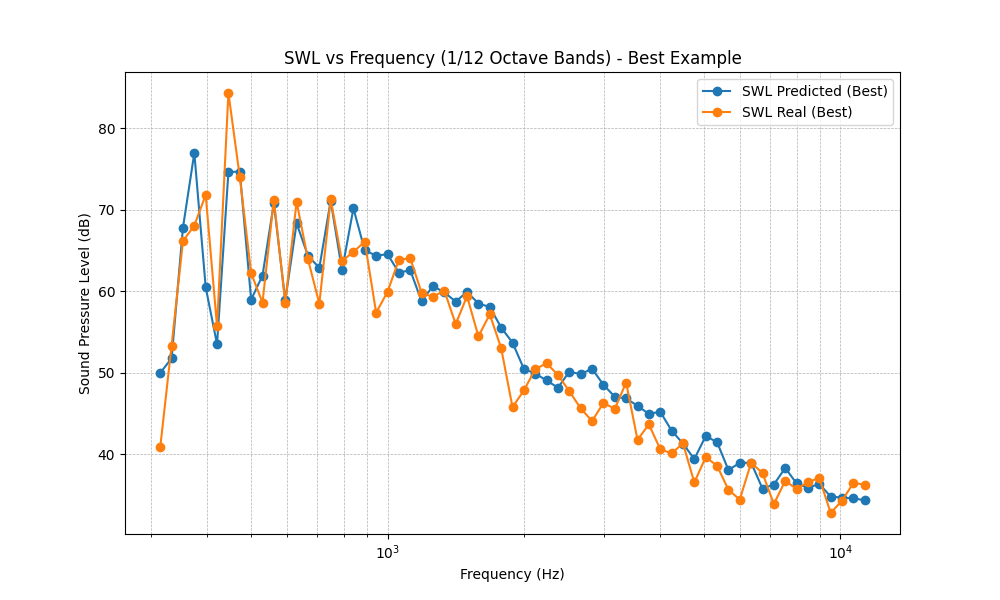 SWL vs Frequency (1/12 Octave Bands) - Best Example
SWL Predicted (Best)
SWL Real (Best)
Sound Pressure Level (dB)
80
70
60
50
40
10³
10⁴
Frequency (Hz)